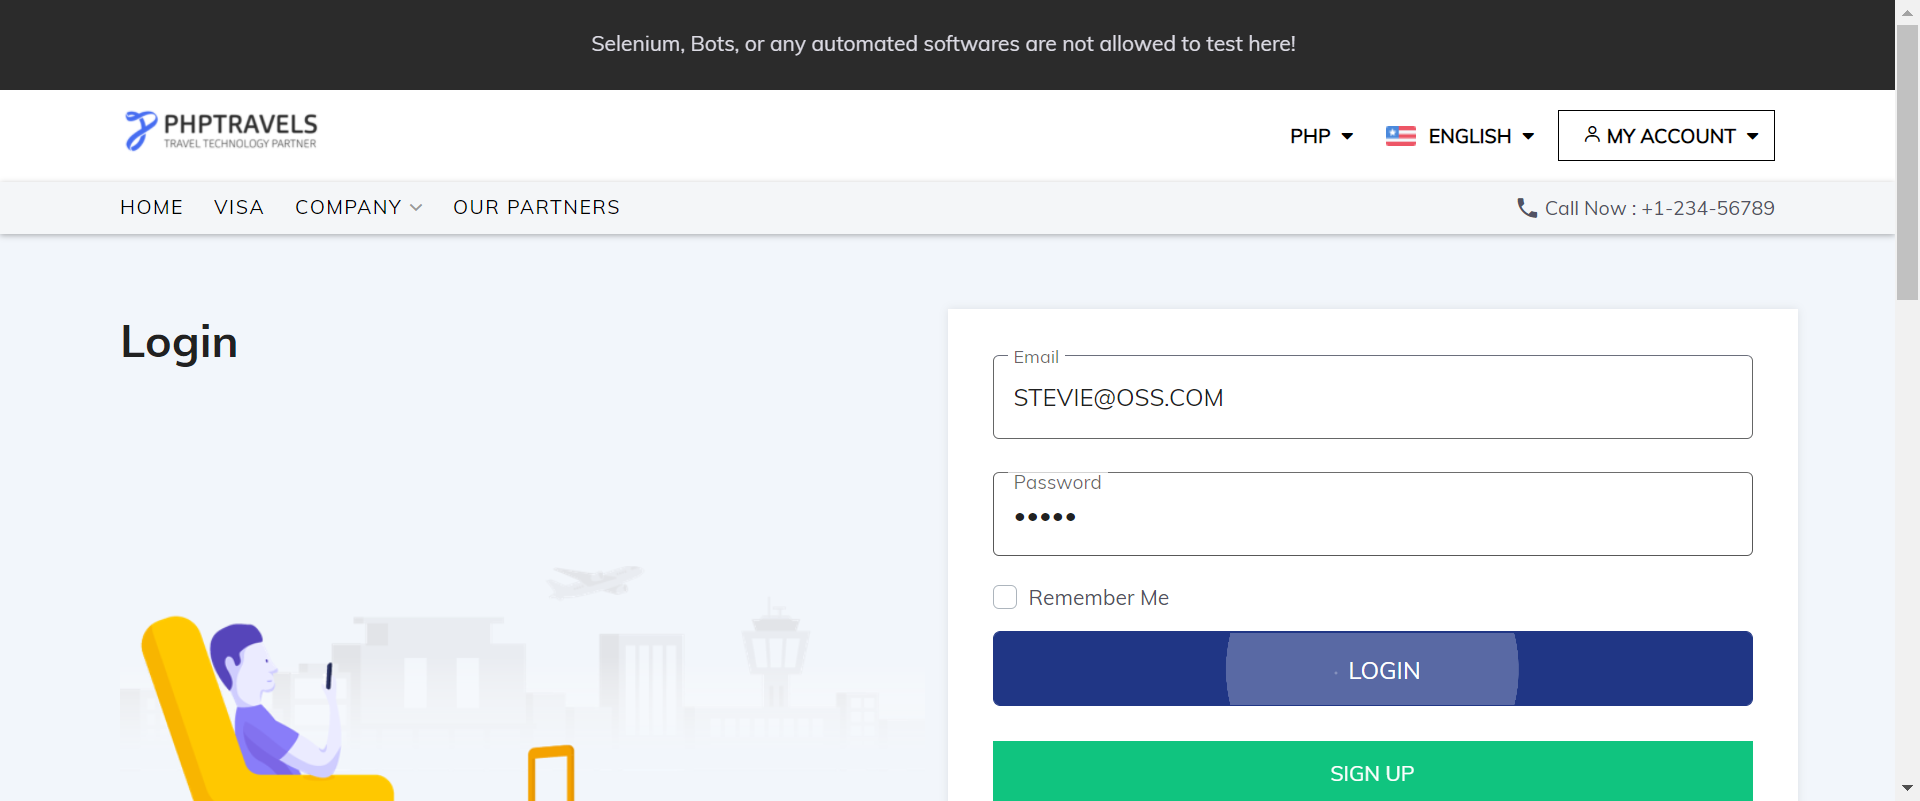 Selenium, Bots, or any automated softwares are not allowed to test here!
PHPTRAVELS
TRAVEL TECHNOLOGY PARTNER
PHP
ENGLISH
MY ACCOUNT
HOME
VISA
COMPANY
OUR PARTNERS
Call Now : +1-234-56789
Login
Email
STEVIE@OSS.COM
Password
•••••
Remember Me
LOGIN
SIGN UP